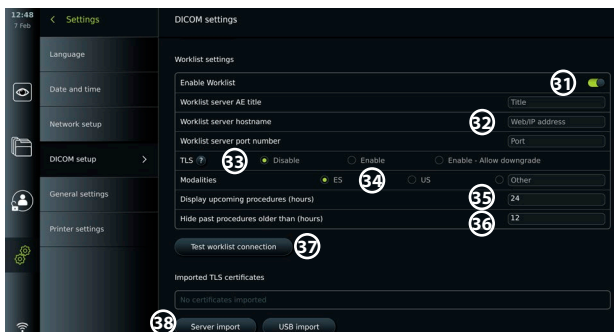 12:48
7 Feb
< Settings
DICOM settings
Language
Date and time
Network setup
DICOM setup >
General settings
Printer settings
Worklist settings
Enable Worklist 31
Worklist server AE title Title
Worklist server hostname 32 Web/IP address
Worklist server port number Port
TLS ? 33 Disable Enable Enable - Allow downgrade
Modalities ES 34 US Other
Display upcoming procedures (hours) 35 24
Hide past procedures older than (hours) 36 12
Test worklist connection 37
Imported TLS certificates
No certificates imported
38 Server import USB import